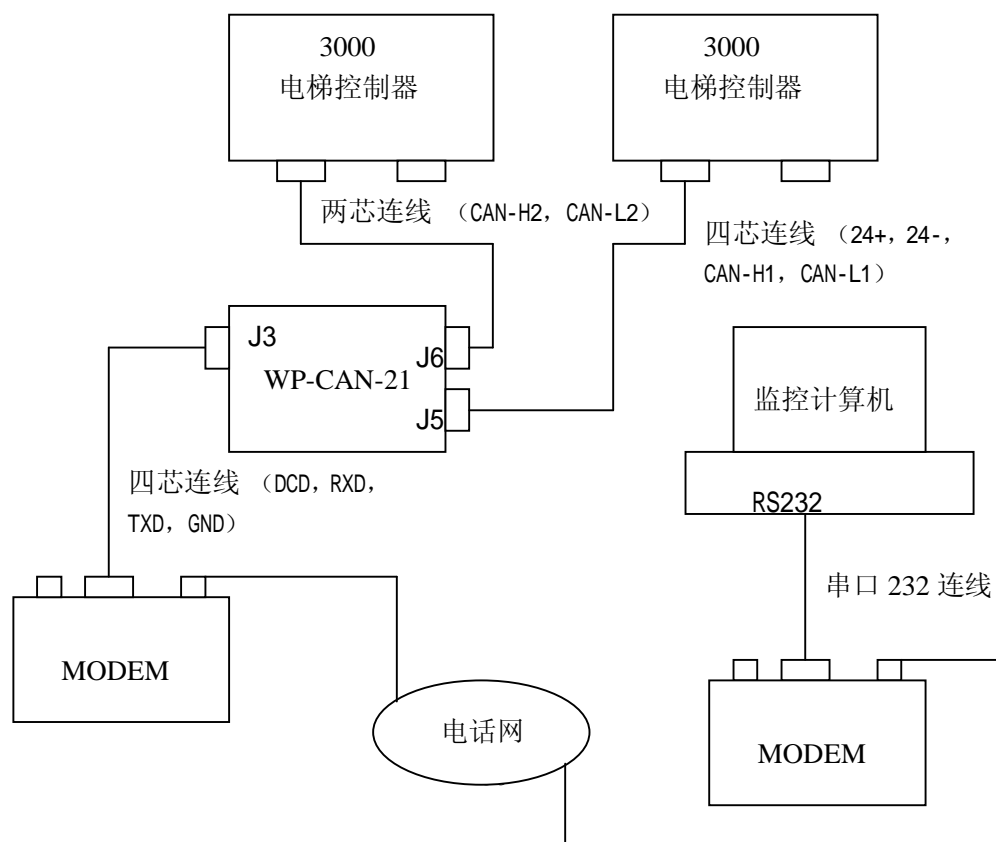 3000
电梯控制器
3000
电梯控制器
两芯连线 （CAN-H2，CAN-L2）
四芯连线 （24+，24-，
CAN-H1，CAN-L1）
J3
J6
WP-CAN-21
J5
监控计算机
RS232
四芯连线 （DCD，RXD，
TXD，GND）
串口 232 连线
MODEM
电话网
MODEM